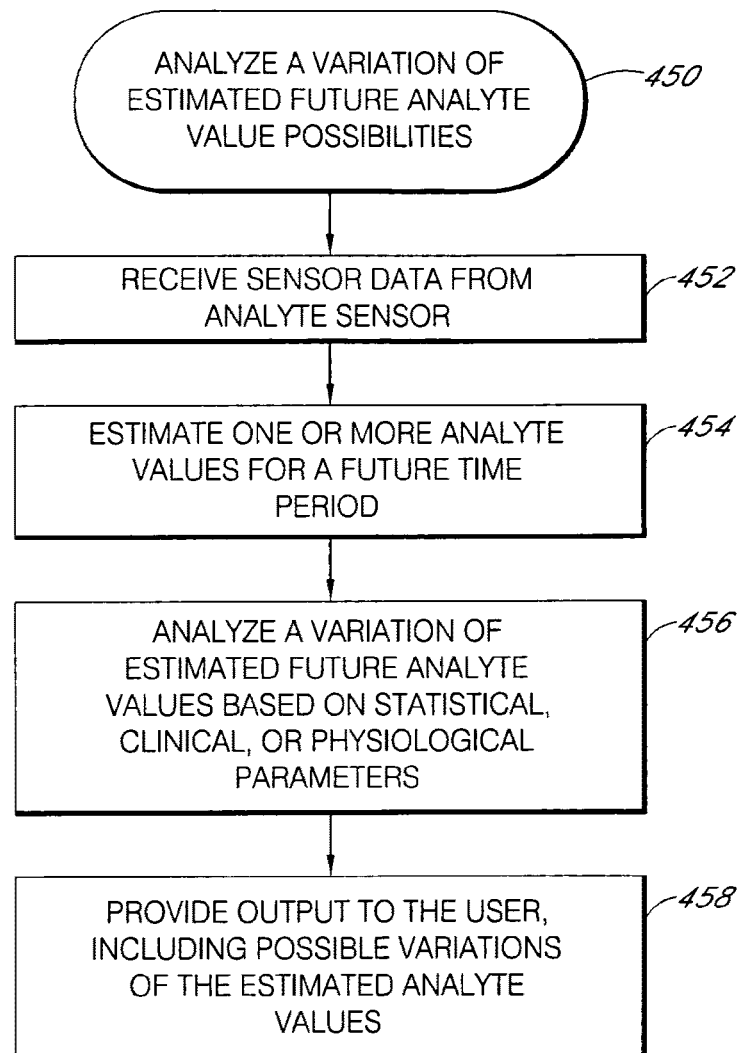 ANALYZE A VARIATION OF
ESTIMATED FUTURE ANALYTE
VALUE POSSIBILITIES
450
RECEIVE SENSOR DATA FROM
ANALYTE SENSOR
452
ESTIMATE ONE OR MORE ANALYTE
VALUES FOR A FUTURE TIME
PERIOD
454
ANALYZE A VARIATION OF
ESTIMATED FUTURE ANALYTE
VALUES BASED ON STATISTICAL,
CLINICAL, OR PHYSIOLOGICAL
PARAMETERS
456
PROVIDE OUTPUT TO THE USER,
INCLUDING POSSIBLE VARIATIONS
OF THE ESTIMATED ANALYTE
VALUES
458